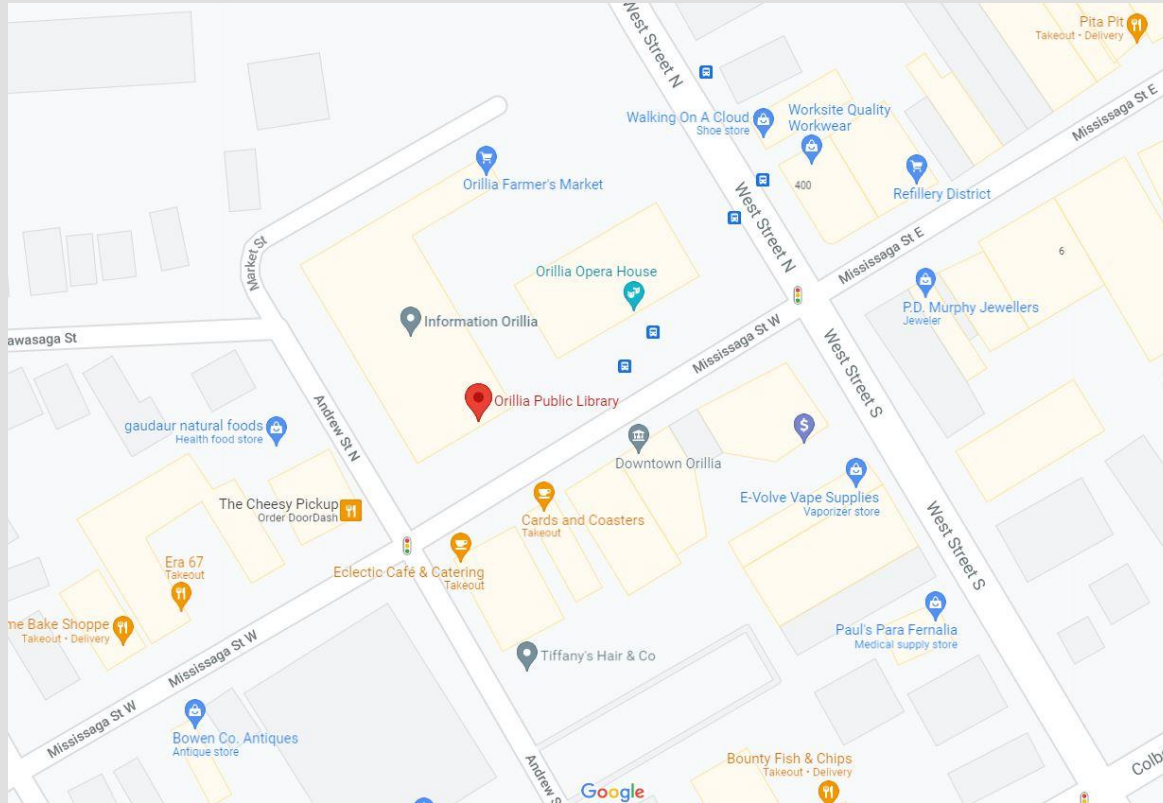 West Street N
Pita Pit
Takeout • Delivery
Walking On A Cloud
Shoe store
Worksite Quality
Workwear
Mississaga St E
Orillia Farmer's Market
400
Refillery District
West Street N
Mississaga St E
Market St
Orillia Opera House
6
P.D. Murphy Jewellers
Jeweler
Information Orillia
awasaga St
Mississaga St W
West Street S
Orillia Public Library
Andrew St N
gaudaur natural foods
Health food store
$
Downtown Orillia
The Cheesy Pickup
Order DoorDash
E-Volve Vape Supplies
Vaporizer store
Cards and Coasters
Takeout
West Street S
Era 67
Takeout
Eclectic Café & Catering
Takeout
me Bake Shoppe
Takeout • Delivery
Paul's Para Fernalia
Medical supply store
Mississaga St W
Tiffany's Hair & Co
Mississaga St W
Bowen Co. Antiques
Antique store
Andrew S
Bounty Fish & Chips
Takeout • Delivery
Colb
Google